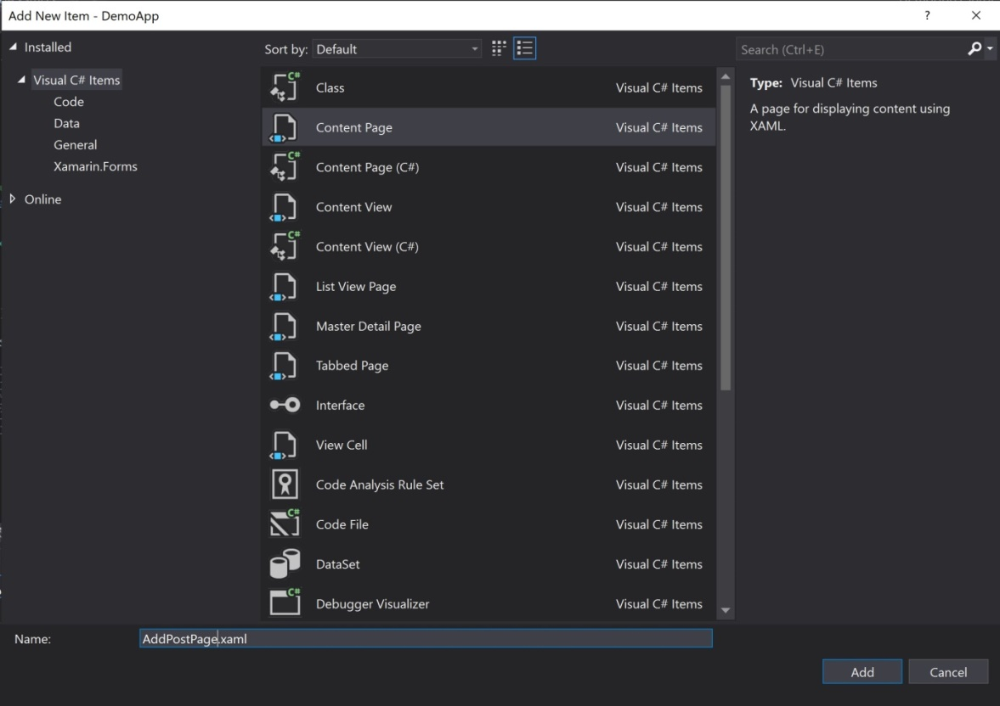 Add New Item - DemoApp
?
Installed
Sort by: Default
Search (Ctrl+E)
Visual C# Items
Code
Data
General
Xamarin.Forms
Online
C# Class Visual C# Items
Content Page Visual C# Items
C# Content Page (C#) Visual C# Items
Content View Visual C# Items
C# Content View (C#) Visual C# Items
List View Page Visual C# Items
Master Detail Page Visual C# Items
Tabbed Page Visual C# Items
Interface Visual C# Items
View Cell Visual C# Items
Code Analysis Rule Set Visual C# Items
C# Code File Visual C# Items
DataSet Visual C# Items
C# Debugger Visualizer Visual C# Items
Type: Visual C# Items
A page for displaying content using
XAML.
Name: AddPostPage.xaml
Add Cancel